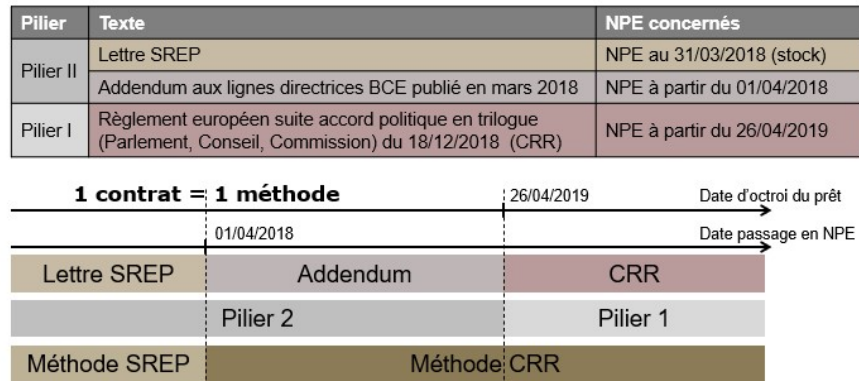 Pilier Texte NPE concernés
Pilier II
Lettre SREP NPE au 31/03/2018 (stock)
Addendum aux lignes directrices BCE publié en mars 2018 NPE à partir du 01/04/2018
Pilier I
Règlement européen suite accord politique en trilogue
(Parlement, Conseil, Commission) du 18/12/2018 (CRR)
NPE à partir du 26/04/2019
1 contrat = 1 méthode
26/04/2019 Date d'octroi du prêt
01/04/2018 Date passage en NPE
Lettre SREP Addendum CRR
Pilier 2 Pilier 1
Méthode SREP Méthode CRR